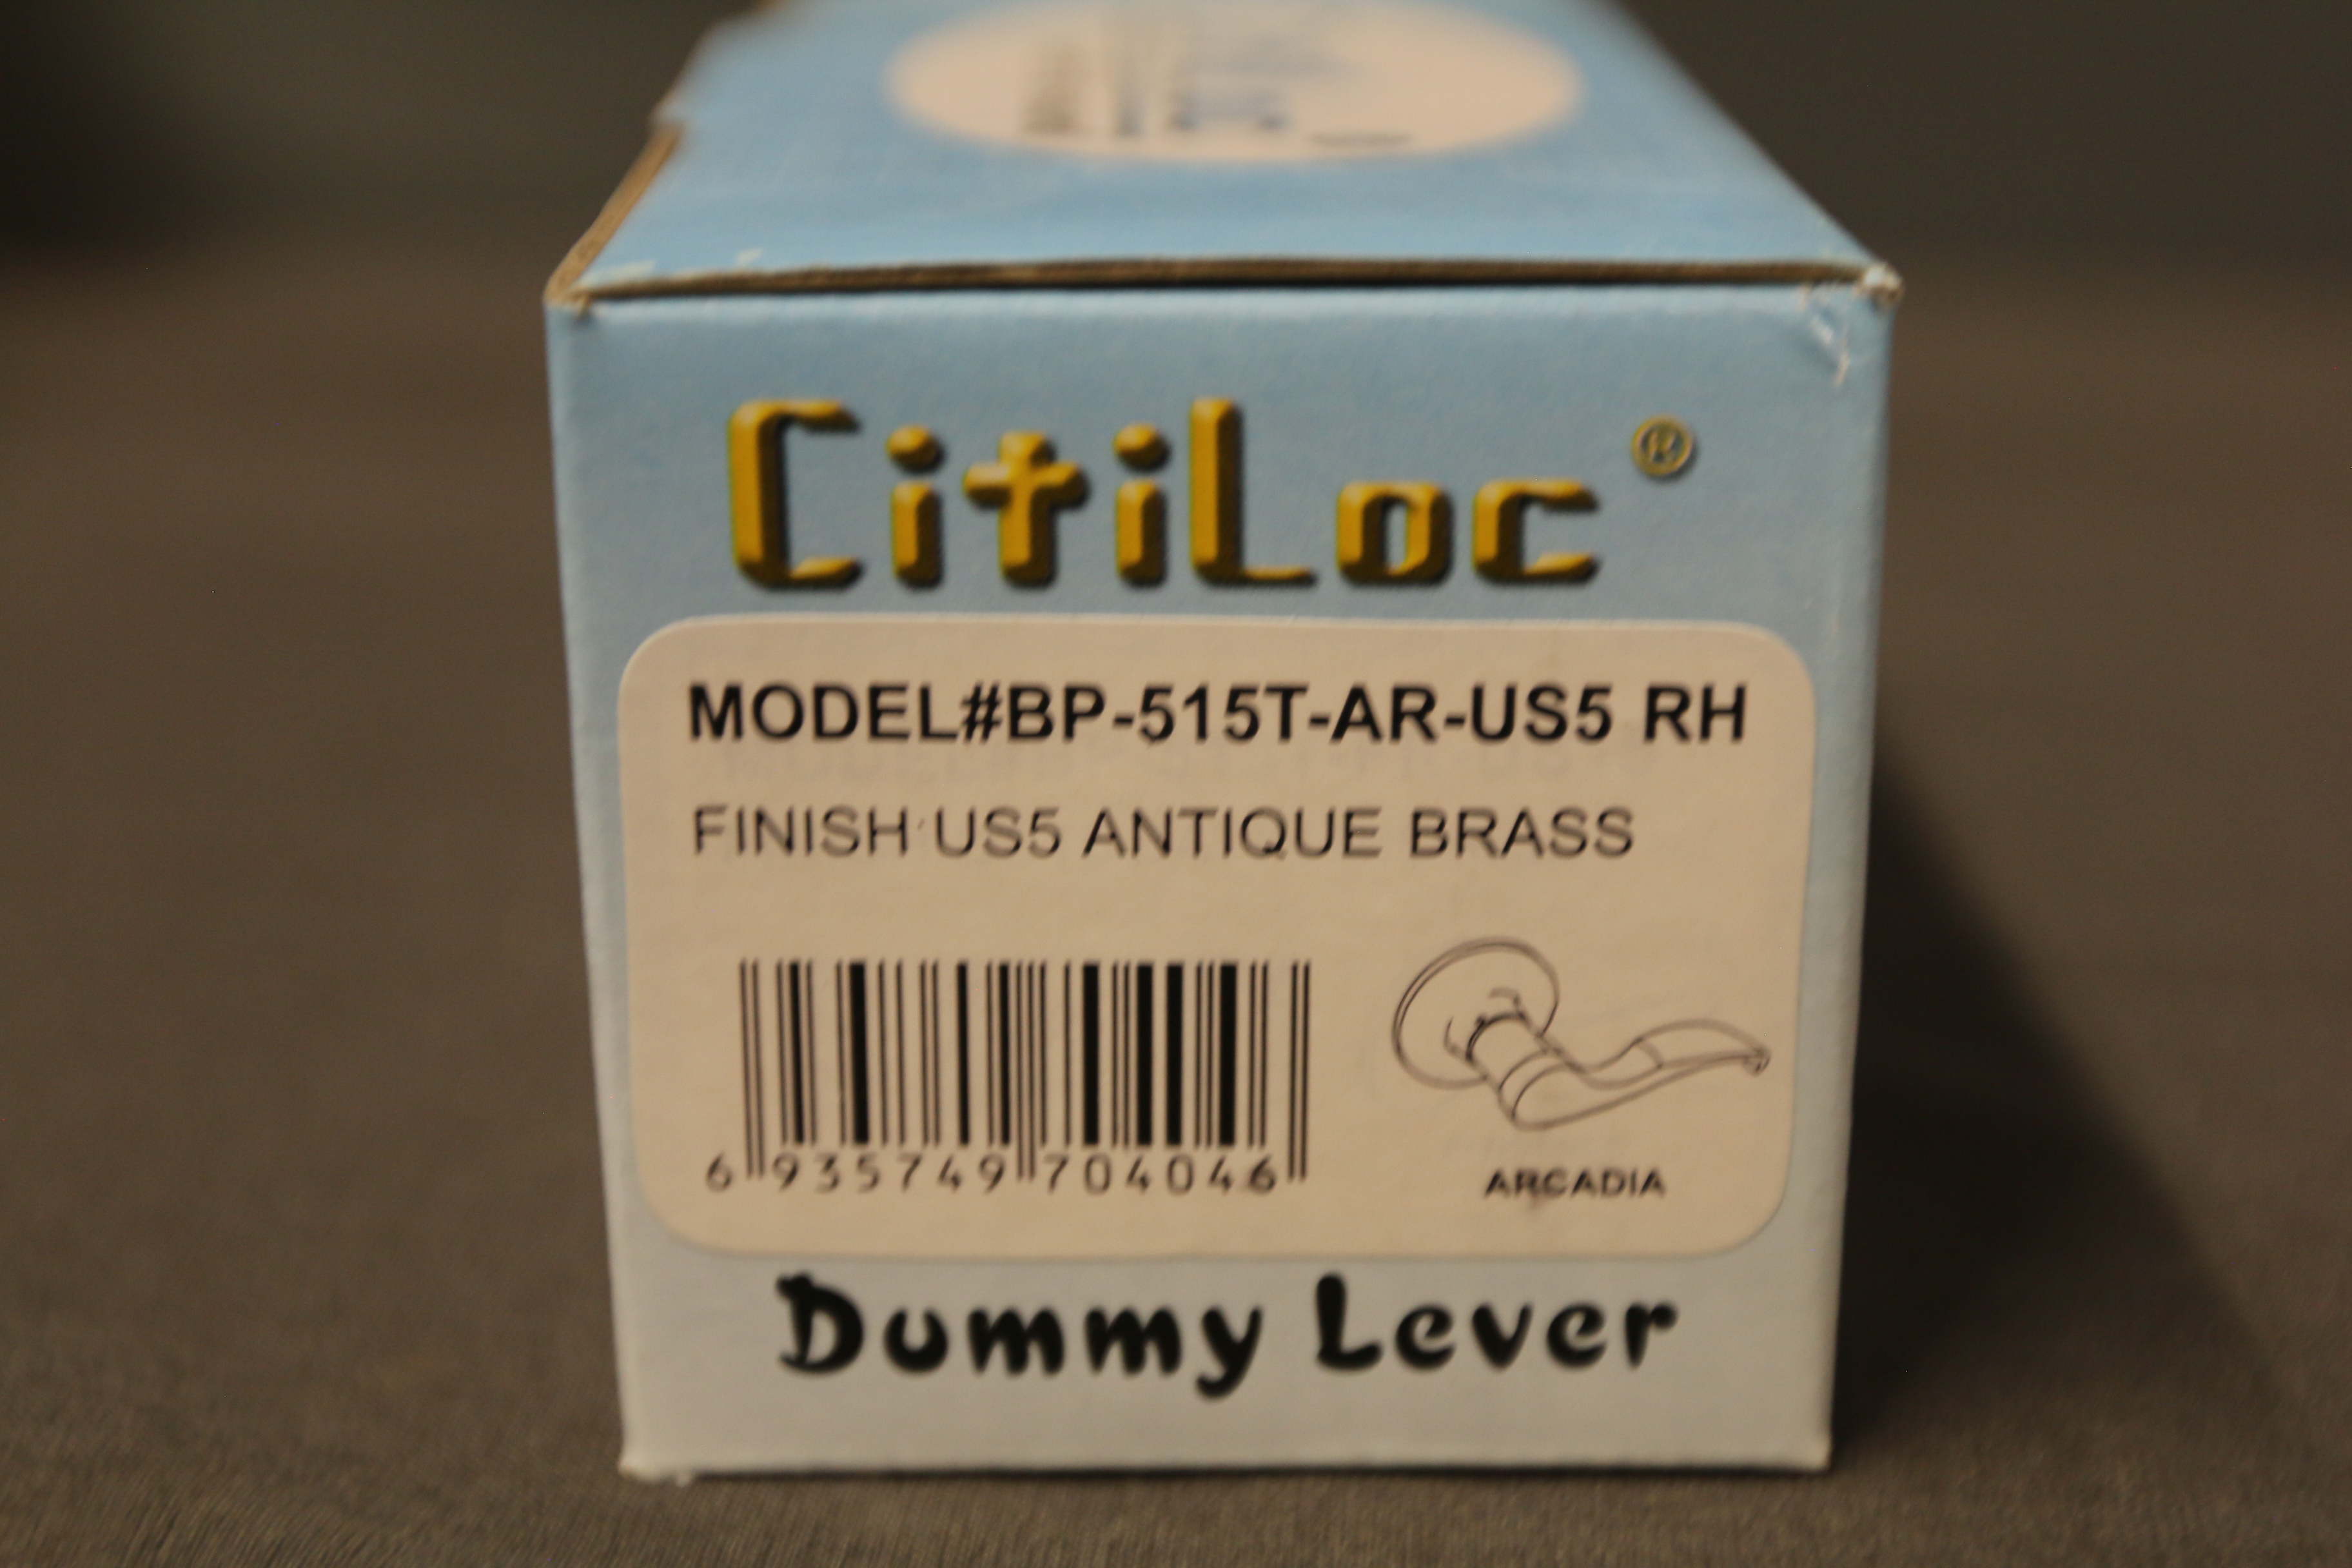 CitiLoc ®
MODEL#BP-515T-AR-US5 RH
FINISH US5 ANTIQUE BRASS
6 935749 704046
ARCADIA
Dummy Lever